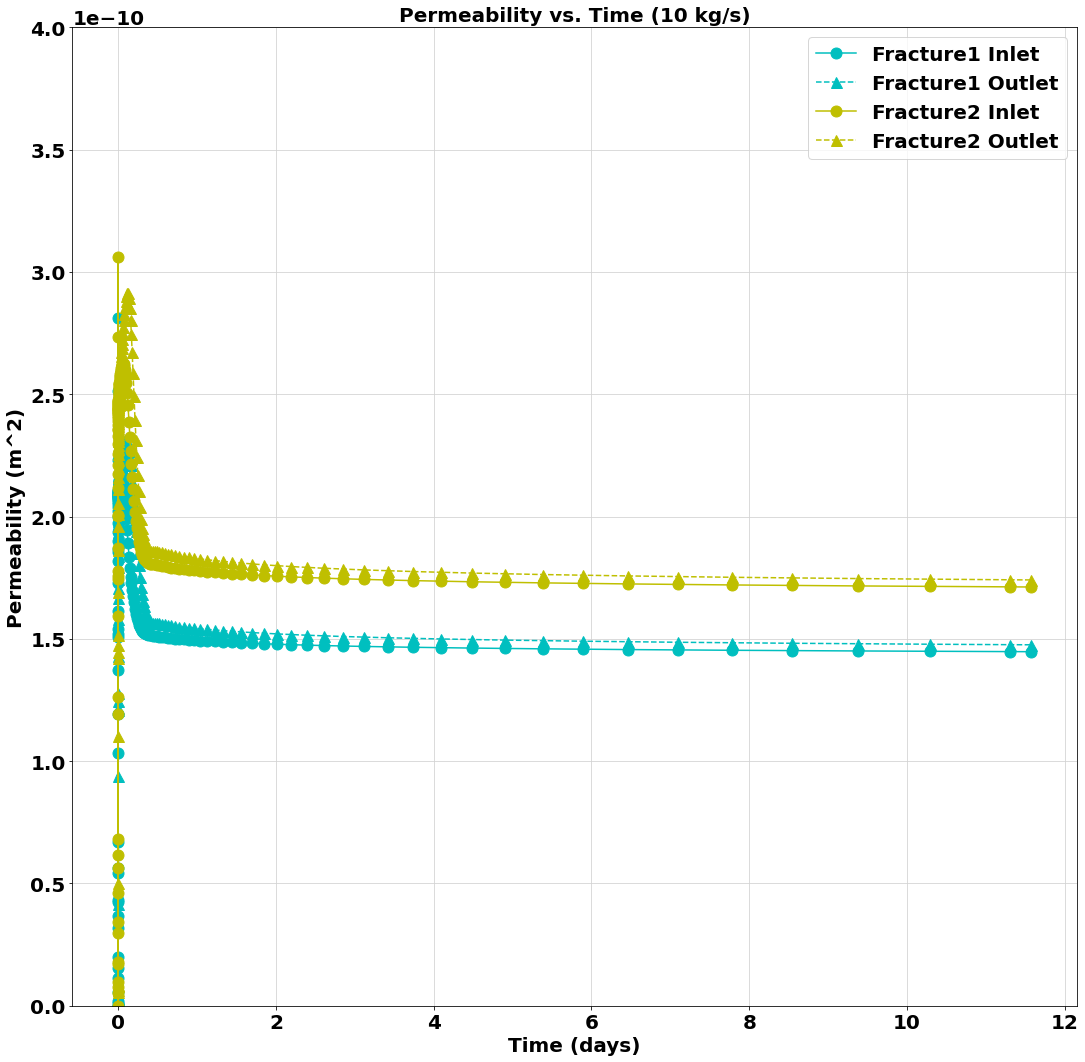 Permeability vs. Time (10 kg/s)
1e−10
4.0
3.5
3.0
2.5
2.0
1.5
1.0
0.5
0.0
Permeability (m^2)
Fracture1 Inlet
Fracture1 Outlet
Fracture2 Inlet
Fracture2 Outlet
0 2 4 6 8 10 12
Time (days)